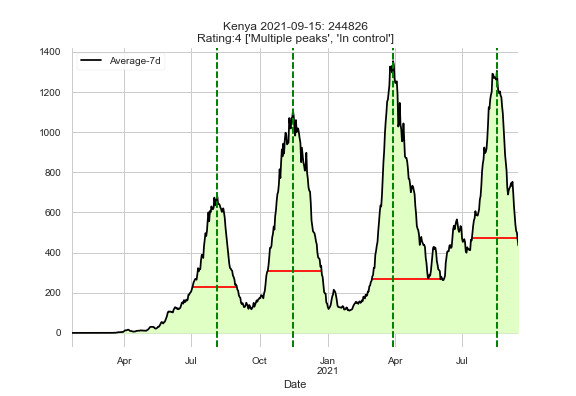 Kenya 2021-09-15: 244826
Rating:4 ['Multiple peaks', 'In control']
Average-7d
1400
1200
1000
800
600
400
200
0
Apr Jul Oct Jan Apr Jul
2021
Date